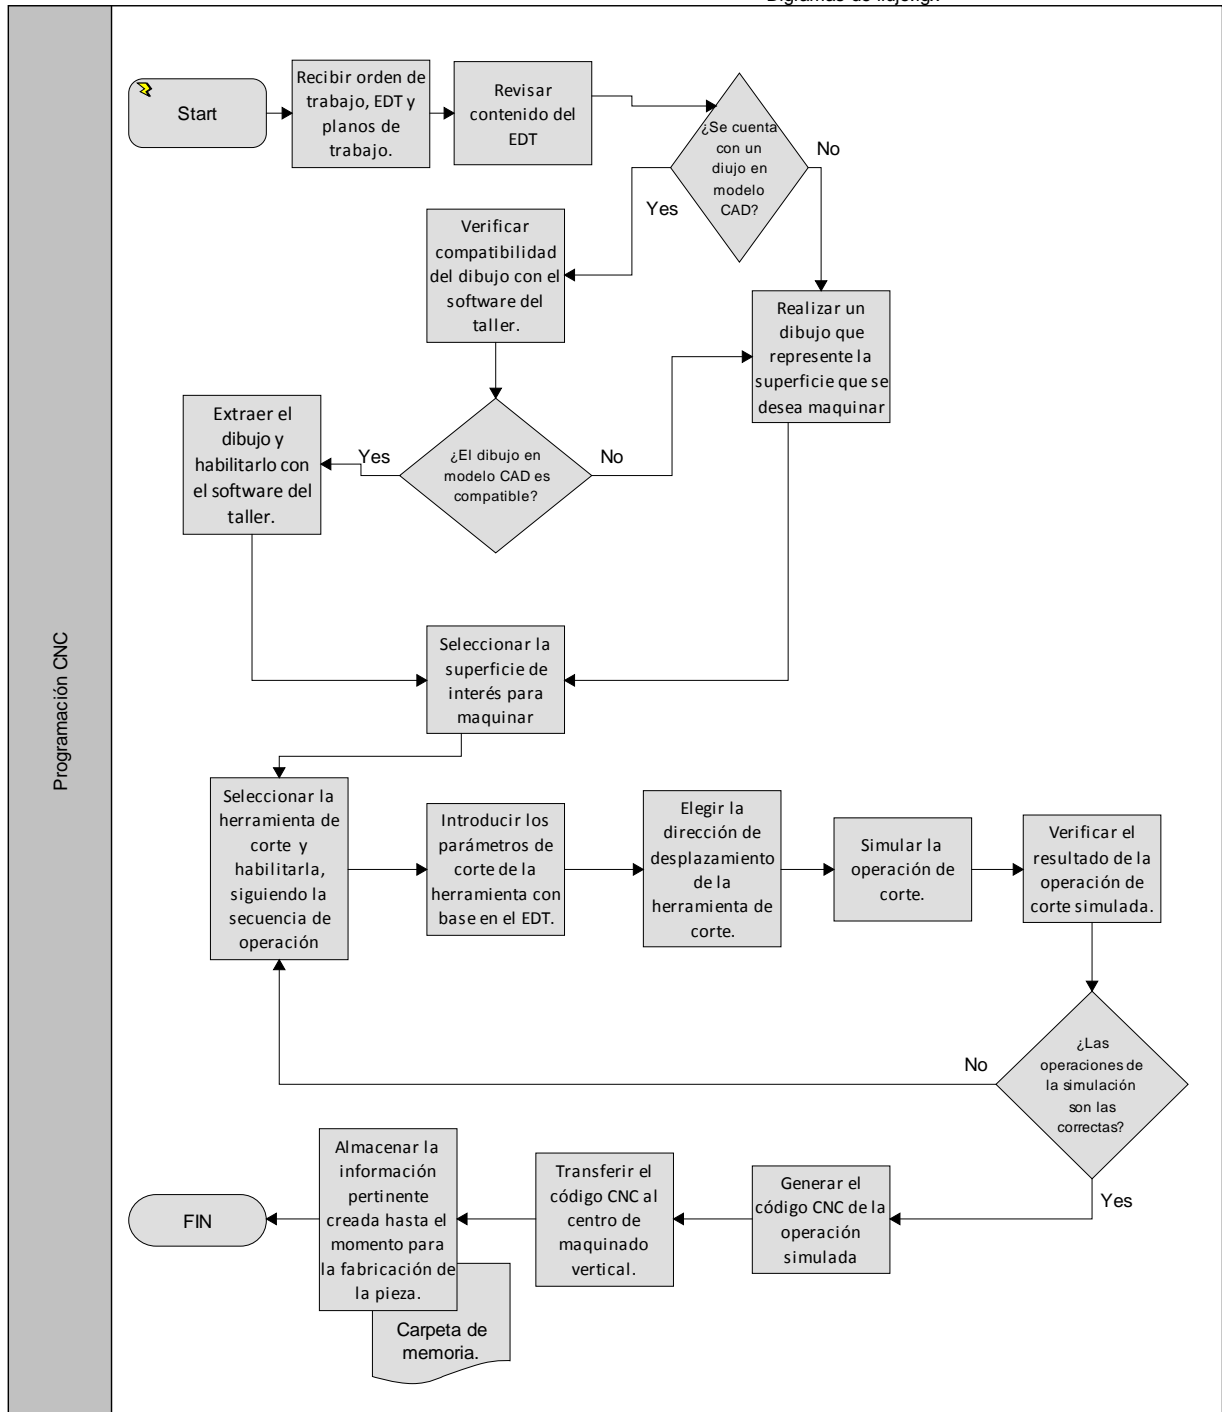 Programación CNC
Start
Recibir orden de
trabajo, EDT y
planos de
trabajo.
Revisar
contenido del
EDT
¿Se cuenta
con un
diujo en
modelo
CAD?
No
Yes
Verificar
compatibilidad
del dibujo con el
software del
taller.
Realizar un
dibujo que
represente la
superficie que se
desea maquinar
Extraer el
dibujo y
habilitarlo con
el software del
taller.
Yes
¿El dibujo en
modelo CAD es
compatible?
No
Seleccionar la
superficie de
interés para
maquinar
Seleccionar la
herramienta de
corte y
habilitarla,
siguiendo la
secuencia de
operación
Introducir los
parámetros de
corte de la
herramienta con
base en el EDT.
Elegir la
dirección de
desplazamiento
de la
herramienta de
corte.
Simular la
operación de
corte.
Verificar el
resultado de la
operación de
corte simulada.
No
¿Las
operaciones de
la simulación
son las
correctas?
Yes
Generar el
código CNC de la
operación
simulada
Transferir el
código CNC al
centro de
maquinado
vertical.
Almacenar la
información
pertinente
creada hasta el
momento para
la fabricación de
la pieza.
Carpeta de
memoria.
FIN